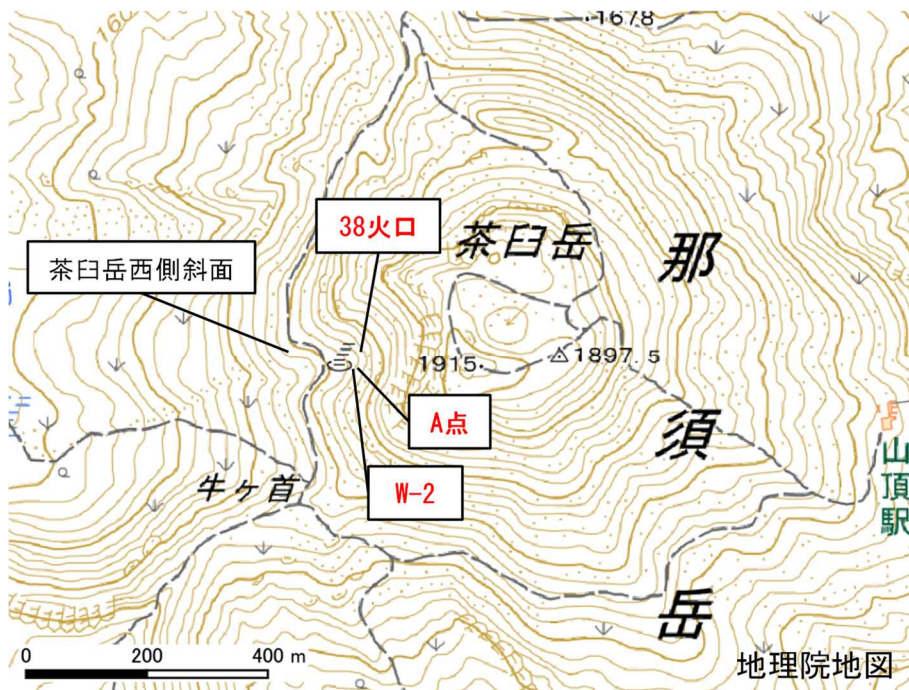 1678
38火口
茶臼岳
那
茶臼岳西側斜面
1915
1897.5
A点
須
W-2
牛ヶ首
山頂駅
岳
0 200 400 m
地理院地図